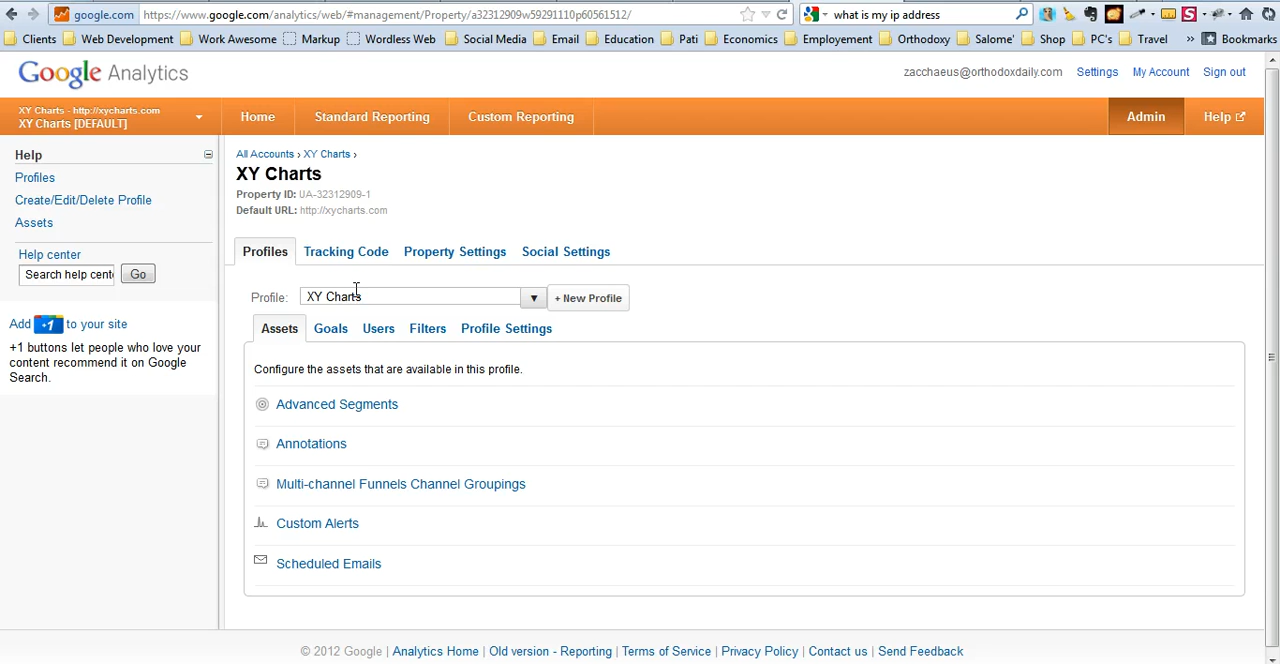 google.com https://www.google.com/analytics/web/#management/Property/a32312909w59291110p60561512/ what is my ip address
Clients Web Development Work Awesome Markup Wordless Web Social Media Email Education Pati Economics Employement Orthodoxy Salome' Shop PC's Travel » Bookmarks
Google Analytics
zacchaeus@orthodoxdaily.com Settings My Account Sign out
XY Charts - http://xycharts.com
XY Charts [DEFAULT]
Home Standard Reporting Custom Reporting Admin Help
Help
Profiles
Create/Edit/Delete Profile
Assets
Help center
Search help cent Go
Add +1 to your site
+1 buttons let people who love your
content recommend it on Google
Search.
All Accounts › XY Charts ›
XY Charts
Property ID: UA-32312909-1
Default URL: http://xycharts.com
Profiles Tracking Code Property Settings Social Settings
Profile: XY Charts + New Profile
Assets Goals Users Filters Profile Settings
Configure the assets that are available in this profile.
Advanced Segments
Annotations
Multi-channel Funnels Channel Groupings
Custom Alerts
Scheduled Emails
© 2012 Google | Analytics Home | Old version - Reporting | Terms of Service | Privacy Policy | Contact us | Send Feedback